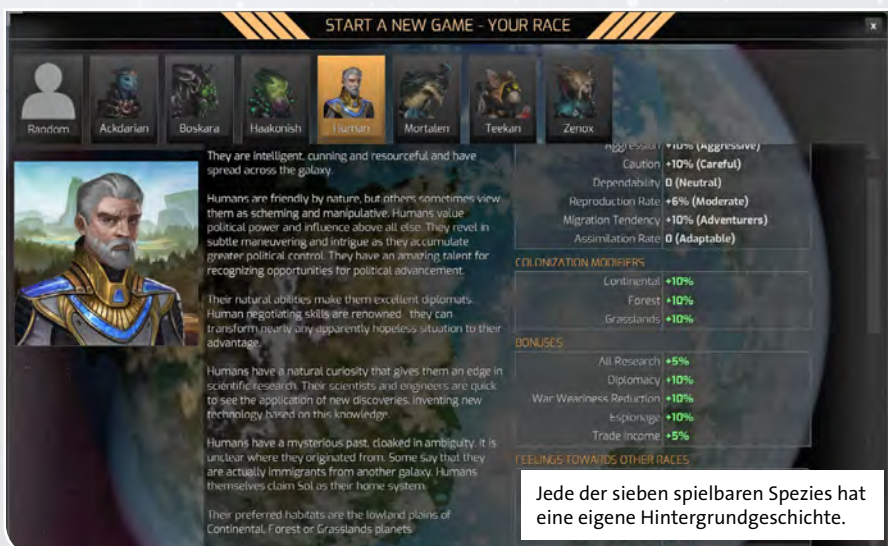 START A NEW GAME - YOUR RACE
x
Random
Ackdarian
Boskara
Haakonish
Human
Mortalen
Teekan
Zenox
They are intelligent, cunning and resourceful and have
spread across the galaxy.
Humans are friendly by nature, but others sometimes view
them as scheming and manipulative. Humans value
political power and influence above all else. They revel in
subtle maneuvering and intrigue as they accumulate
greater political control. They have an amazing talent for
recognizing opportunities for political advancement.
Their natural abilities make them excellent diplomats.
Human negotiating skills are renowned they can
transform nearly any apparently hopeless situation to their
advantage.
Humans have a natural curiosity that gives them an edge in
scientific research. Their scientists and engineers are quick
to see the application of new discoveries, inventing new
technology based on this knowledge.
Humans have a mysterious past, cloaked in ambiguity. It is
unclear where they originated from. Some say that they
are actually immigrants from another galaxy. Humans
themselves claim Sol as their home system.
Their preferred habitats are the lowland plains of
Continental, Forest or Grasslands planets.
Aggression +10% (Aggressive)
Caution +10% (Careful)
Dependability 0 (Neutral)
Reproduction Rate +6% (Moderate)
Migration Tendency +10% (Adventurers)
Assimilation Rate 0 (Adaptable)
COLONIZATION MODIFIERS
Continental +10%
Forest +10%
Grasslands +10%
BONUSES
All Research +5%
Diplomacy +10%
War Weariness Reduction +10%
Espionage +10%
Trade Income +5%
FEELINGS TOWARDS OTHER RACES
Jede der sieben spielbaren Spezies hat
eine eigene Hintergrundgeschichte.